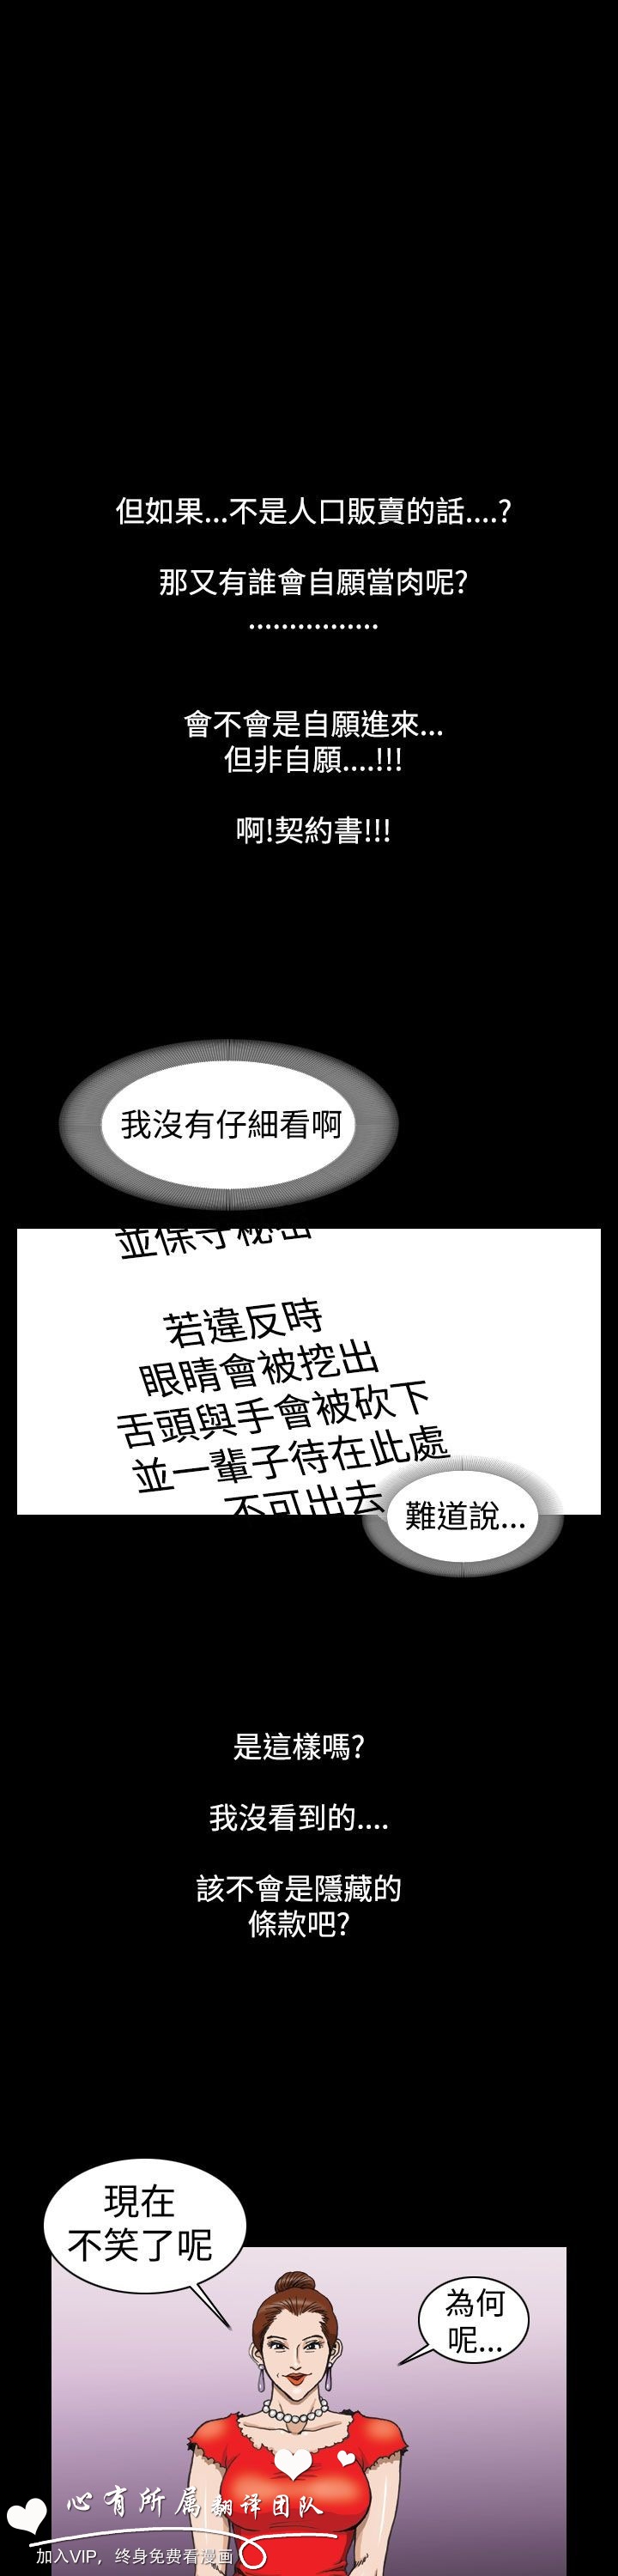 但如果...不是人口販賣的話....?
那又有誰會自願當肉呢?
................
會不會是自願進來...
但非自願....!!!
啊!契約書!!!
我沒有仔細看啊
並保守秘密
若違反時
眼睛會被挖出
舌頭與手會被砍下
並一輩子待在此處
不可出去
難道說...
是這樣嗎?
我沒看到的....
該不會是隱藏的
條款吧?
現在
不笑了呢
為何
呢...
心有所属翻译团队
加入VIP，终身免费看漫画